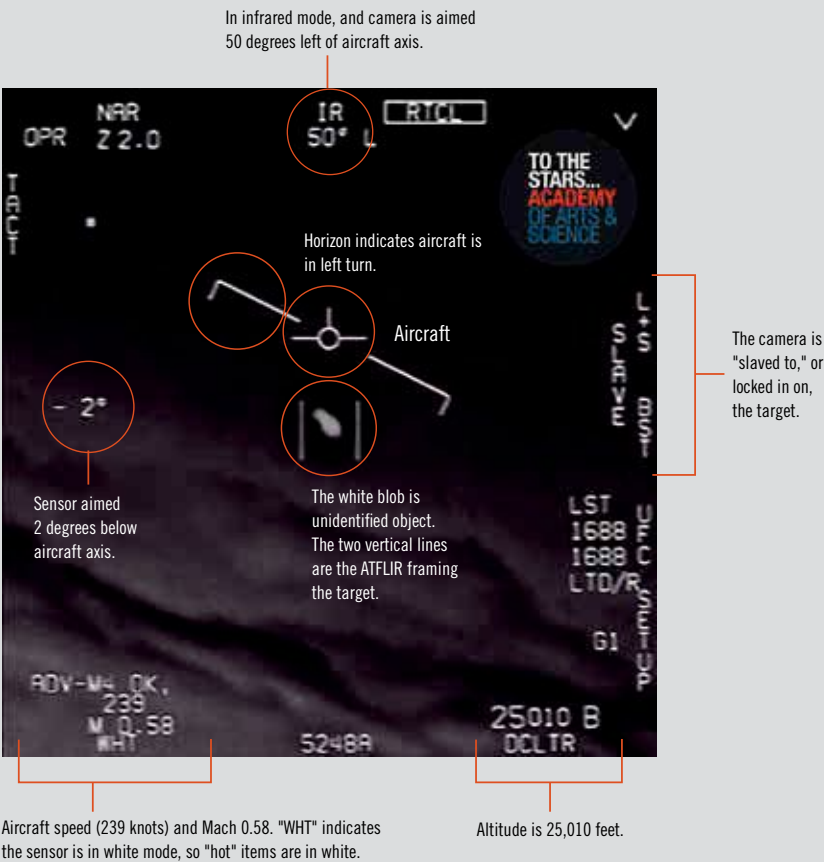 In infrared mode, and camera is aimed
50 degrees left of aircraft axis.
NAR
OPR Z 2.0
IR
50° L
RTCL
V
TO THE
STARS...
ACADEMY
OF ARTS &
SCIENCE
TACT
Horizon indicates aircraft is
in left turn.
Aircraft
L+S BST
SLAVE
The camera is
"slaved to," or
locked in on,
the target.
- 2°
Sensor aimed
2 degrees below
aircraft axis.
The white blob is
unidentified object.
The two vertical lines
are the ATFLIR framing
the target.
LST
1688
1688
LTD/R
UFC
SETUP
G1
ADV-M4 OK,
239
M 0.58
WHT
5248A
25010 B
DCLTR
Aircraft speed (239 knots) and Mach 0.58. "WHT" indicates
the sensor is in white mode, so "hot" items are in white.
Altitude is 25,010 feet.